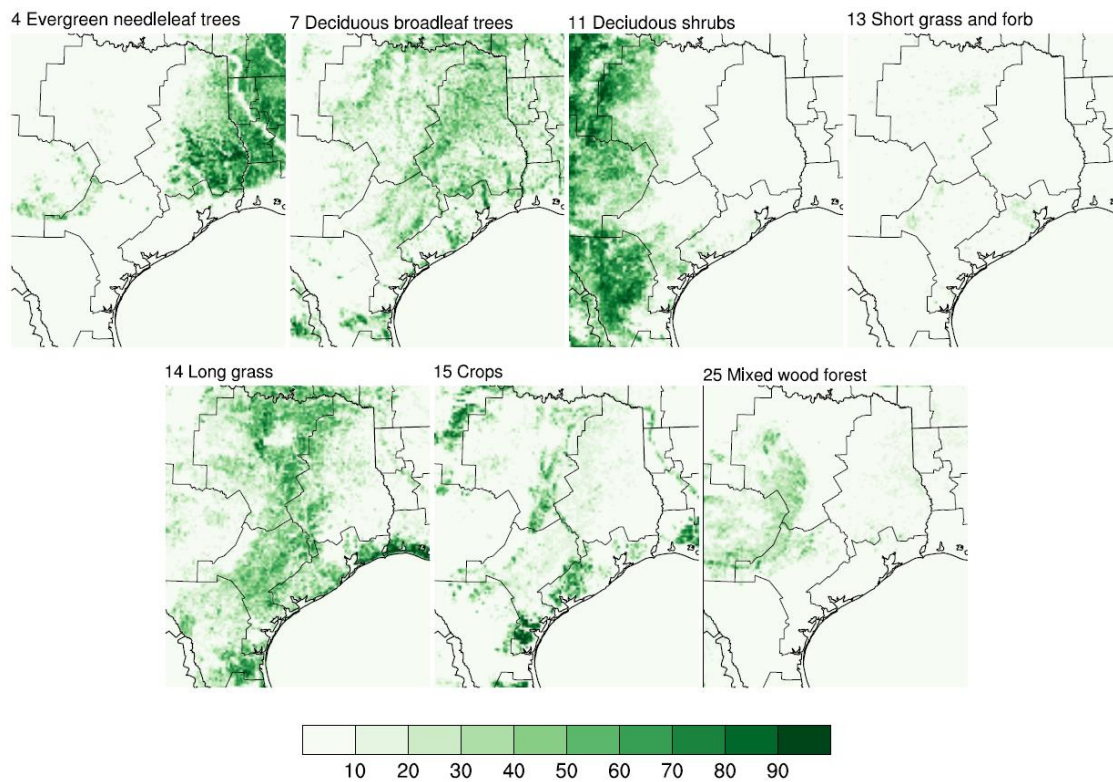 4 Evergreen needleleaf trees
7 Deciduous broadleaf trees
11 Deciudous shrubs
13 Short grass and forb
14 Long grass
15 Crops
25 Mixed wood forest
10 20 30 40 50 60 70 80 90